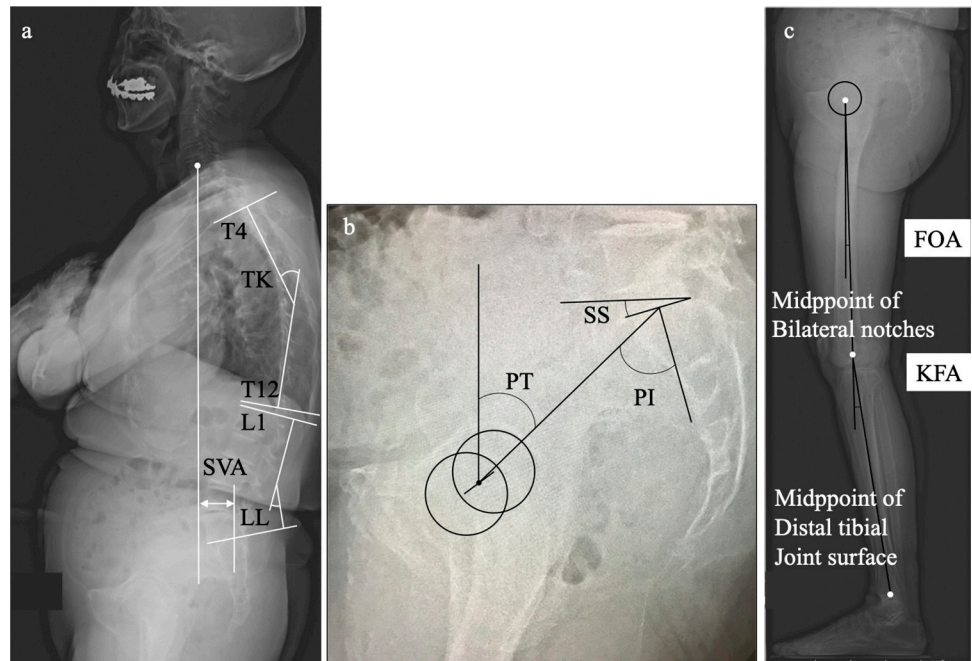 a
T4
TK
T12
L1
SVA
LL
b
SS
PT
PI
c
FOA
Midppoint of
Bilateral notches
KFA
Midppoint of
Distal tibial
Joint surface